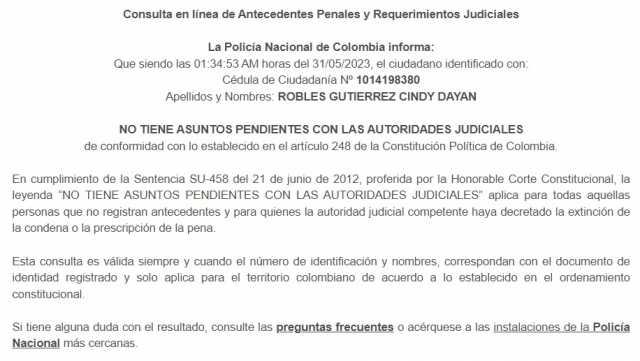 Consulta en línea de Antecedentes Penales y Requerimientos Judiciales
La Policía Nacional de Colombia informa:
Que siendo las 01:34:53 AM horas del 31/05/2023, el ciudadano identificado con:
Cédula de Ciudadanía Nº 1014198380
Apellidos y Nombres: ROBLES GUTIERREZ CINDY DAYAN
NO TIENE ASUNTOS PENDIENTES CON LAS AUTORIDADES JUDICIALES
de conformidad con lo establecido en el artículo 248 de la Constitución Política de Colombia.
En cumplimiento de la Sentencia SU-458 del 21 de junio de 2012, proferida por la Honorable Corte Constitucional, la
leyenda “NO TIENE ASUNTOS PENDIENTES CON LAS AUTORIDADES JUDICIALES” aplica para todas aquellas
personas que no registran antecedentes y para quienes la autoridad judicial competente haya decretado la extinción de
la condena o la prescripción de la pena.
Esta consulta es válida siempre y cuando el número de identificación y nombres, correspondan con el documento de
identidad registrado y solo aplica para el territorio colombiano de acuerdo a lo establecido en el ordenamiento
constitucional.
Si tiene alguna duda con el resultado, consulte las preguntas frecuentes o acérquese a las instalaciones de la Policía
Nacional más cercanas.